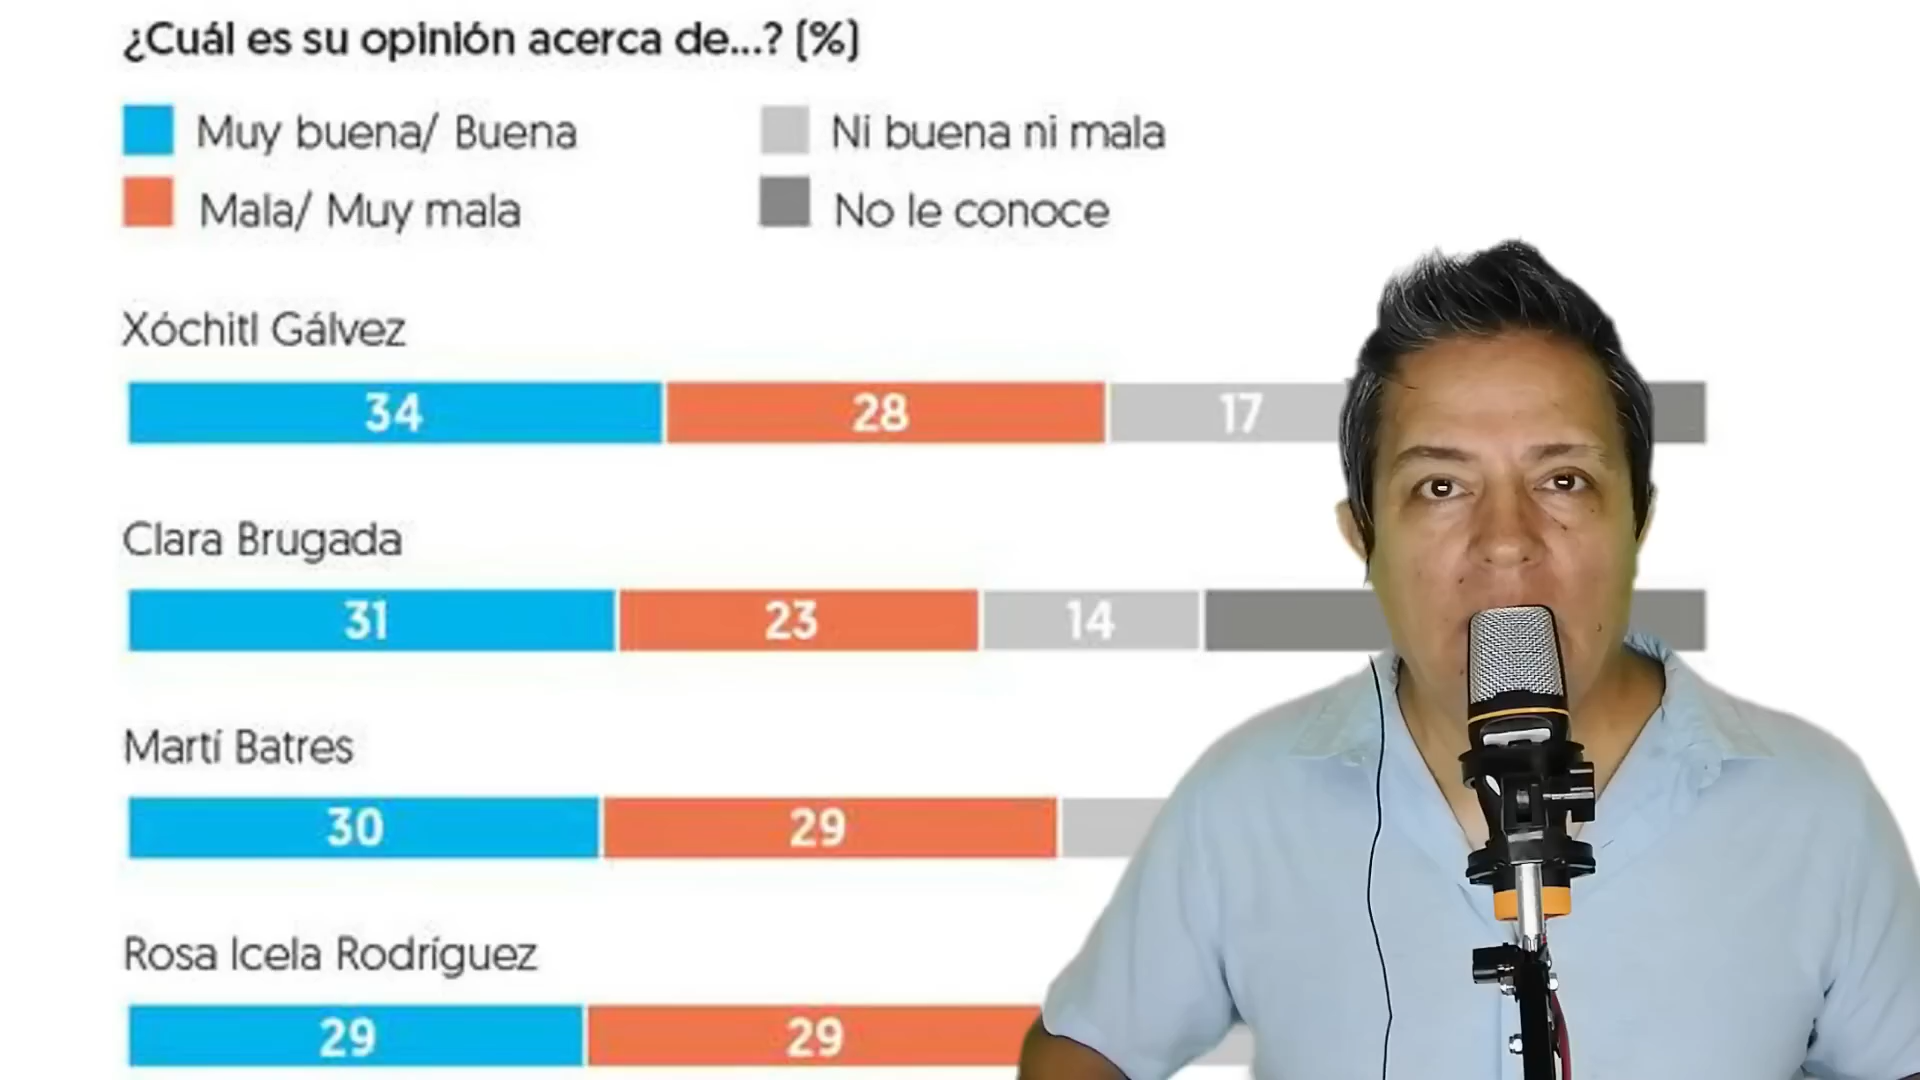 ¿Cuál es su opinión acerca de...? (%)
Muy buena/ Buena
Ni buena ni mala
Mala/ Muy mala
No le conoce
Xóchitl Gálvez
34 28 17
Clara Brugada
31 23 14
Martí Batres
30 29
Rosa Icela Rodríguez
29 29